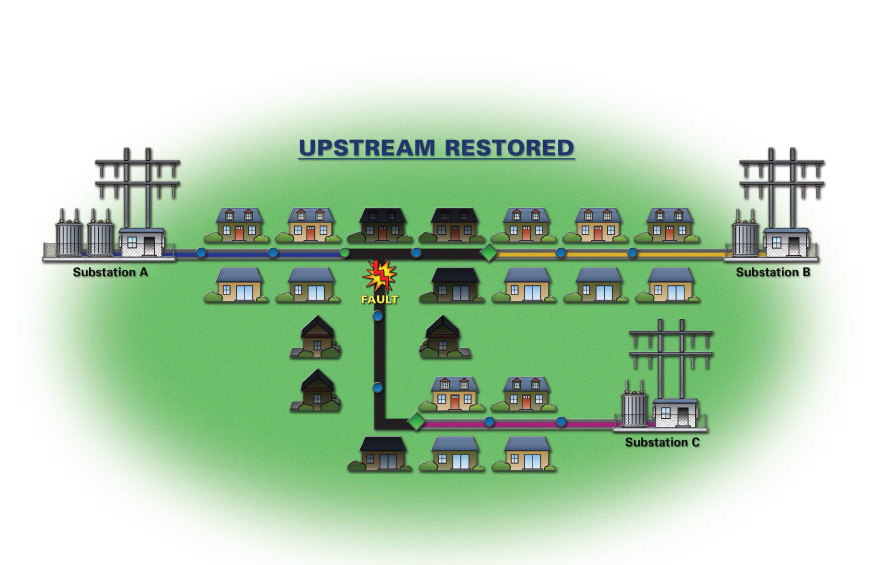 UPSTREAM RESTORED
Substation A
Substation B
FAULT
Substation C